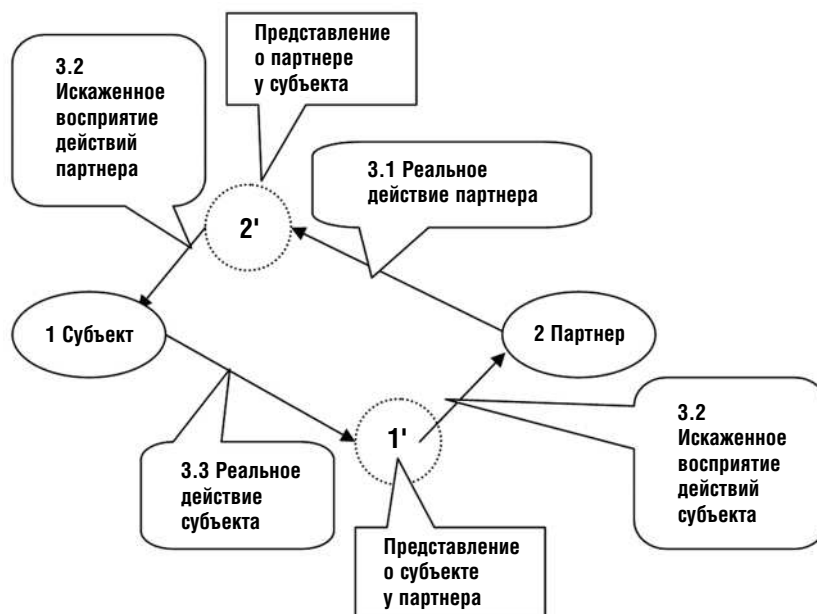 Представление
о партнере
у субъекта
3.2
Искаженное
восприятие
действий
партнера
3.1 Реальное
действие партнера
2'
1 Субъект
2 Партнер
1'
3.3 Реальное
действие
субъекта
3.2
Искаженное
восприятие
действий
субъекта
Представление
о субъекте
у партнера